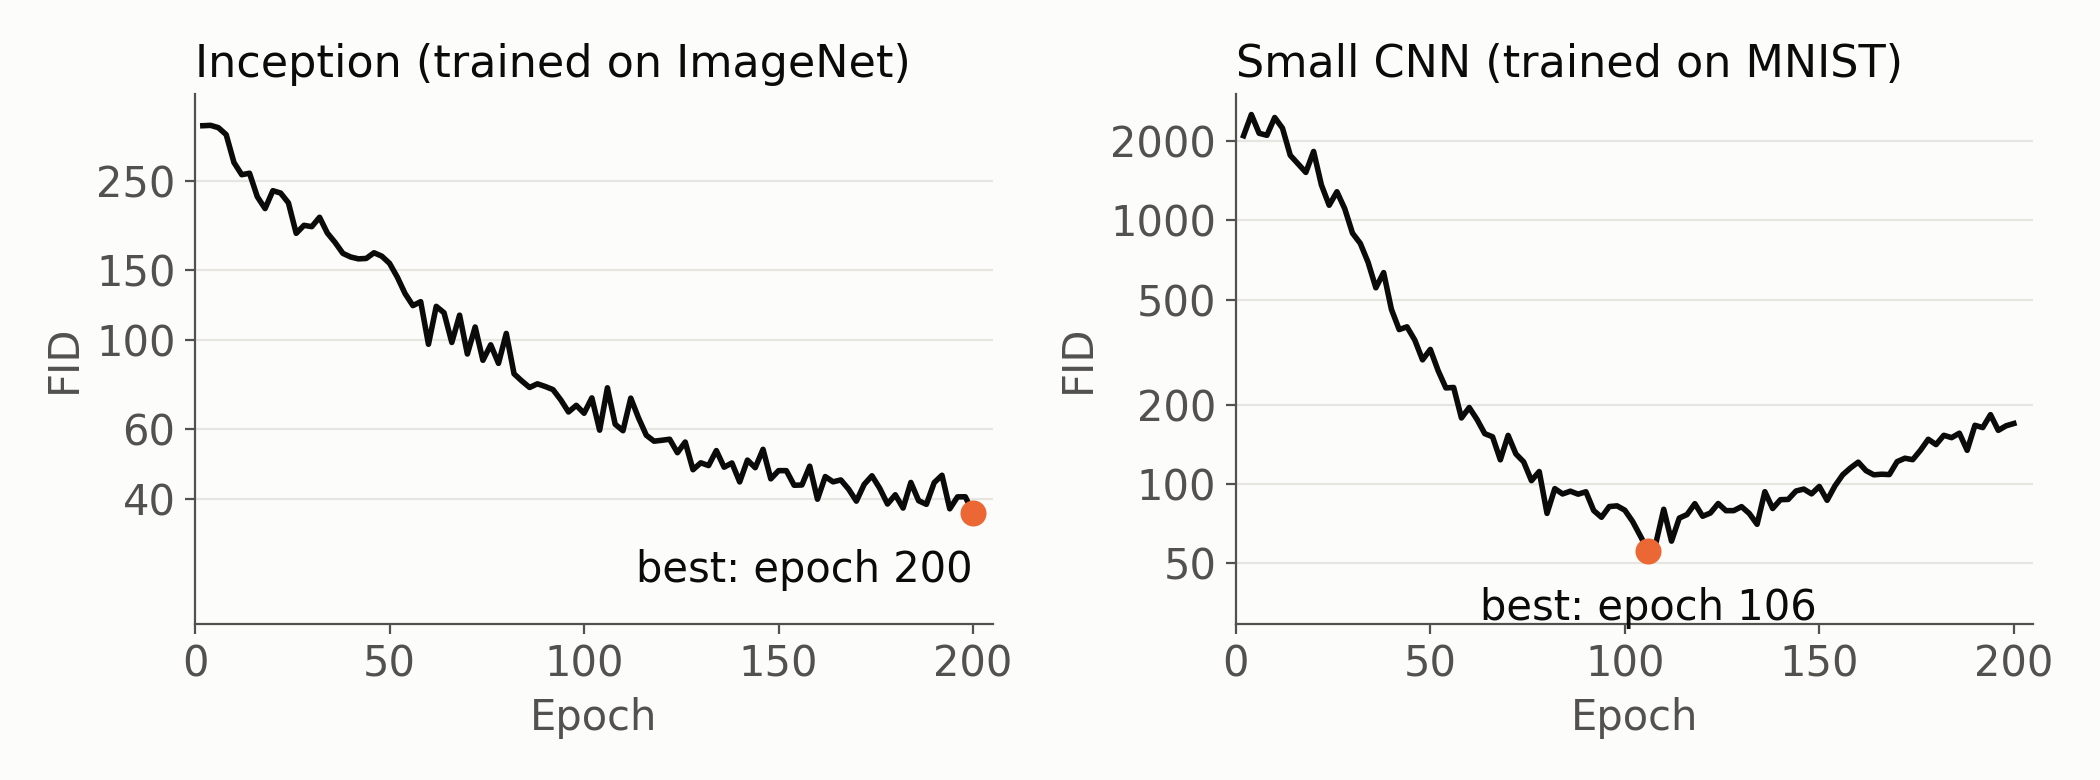 Inception (trained on ImageNet)
FID
250
150
100
60
40
best: epoch 200
0 50 100 150 200
Epoch
Small CNN (trained on MNIST)
FID
2000
1000
500
200
100
50
best: epoch 106
0 50 100 150 200
Epoch